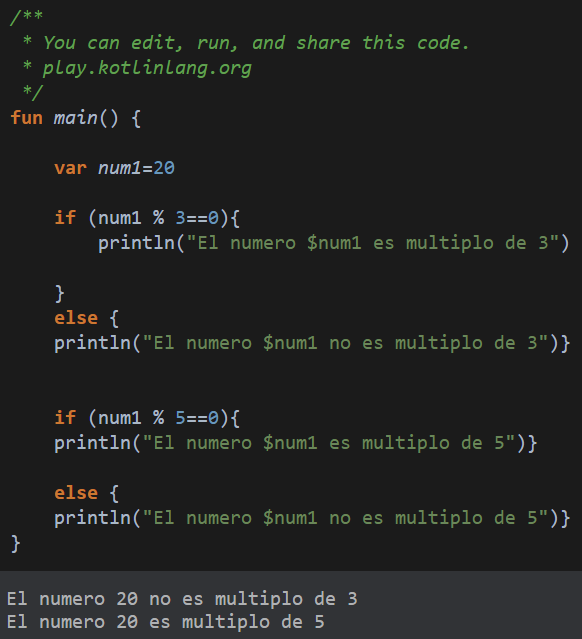 /**
 * You can edit, run, and share this code.
 * play.kotlinlang.org
 */
fun main() {
    var num1=20
    if (num1 % 3==0){
        println("El numero $num1 es multiplo de 3")
    }
    else {
    println("El numero $num1 no es multiplo de 3")}
    if (num1 % 5==0){
    println("El numero $num1 es multiplo de 5")}
    else {
    println("El numero $num1 no es multiplo de 5")}
}
El numero 20 no es multiplo de 3
El numero 20 es multiplo de 5